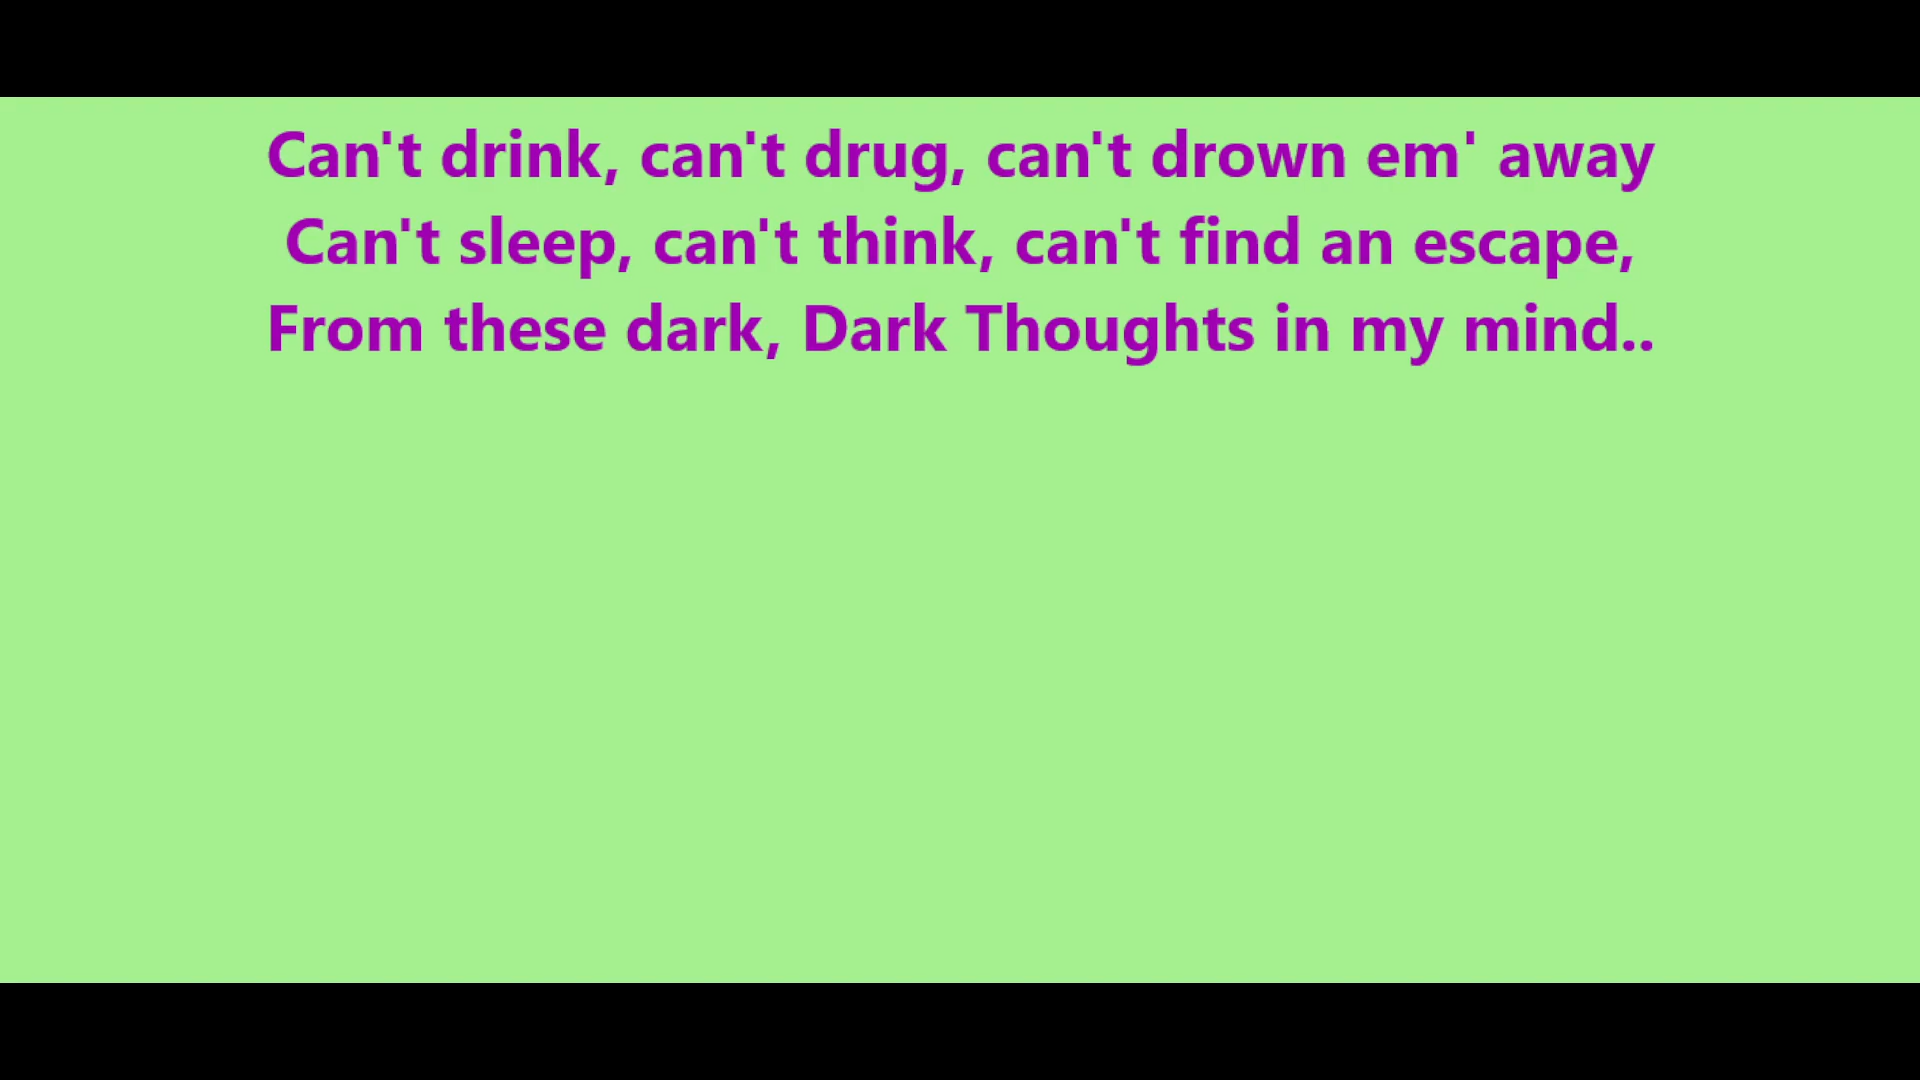 Can't drink, can't drug, can't drown em' away
Can't sleep, can't think, can't find an escape,
From these dark, Dark Thoughts in my mind..